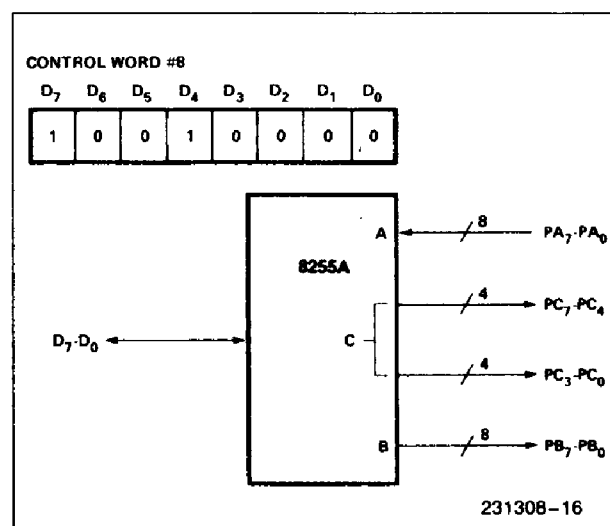 CONTROL WORD #8
D7 D6 D5 D4 D3 D2 D1 D0
1 0 0 1 0 0 0 0
A 8 PA7-PA0
8255A
4 PC7-PC4
D7-D0 C
4 PC3-PC0
B 8 PB7-PB0
231308-16